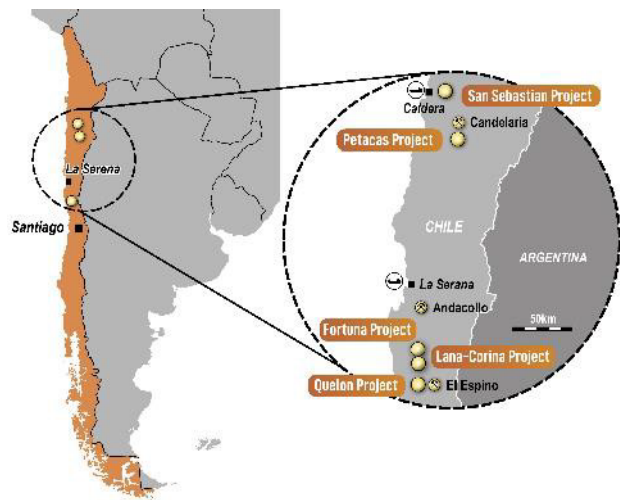 La Serena
Santiago
San Sebastian Project
Caldera
Candelaria
Petacas Project
CHILE
ARGENTINA
La Serana
Andacollo
50km
Fortuna Project
Lana-Corina Project
Quelon Project
El Espino